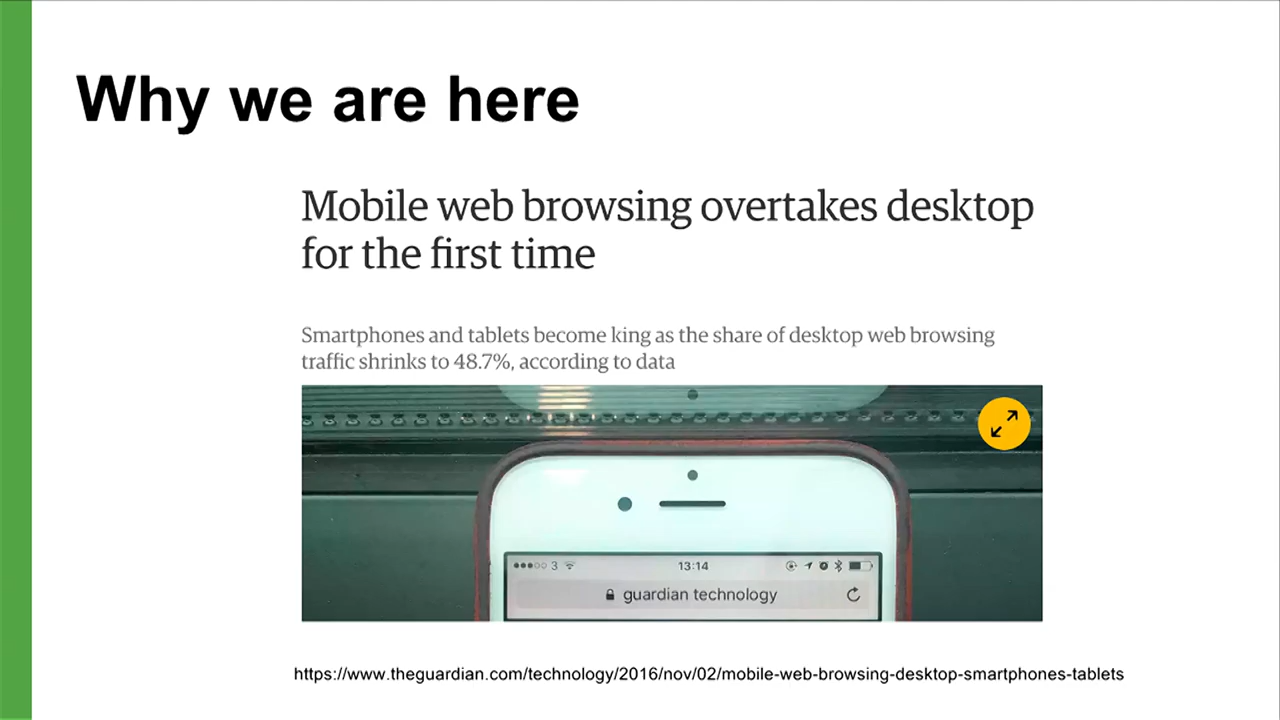 Why we are here
Mobile web browsing overtakes desktop
for the first time
Smartphones and tablets become king as the share of desktop web browsing
traffic shrinks to 48.7%, according to data
3
13:14
guardian technology
https://www.theguardian.com/technology/2016/nov/02/mobile-web-browsing-desktop-smartphones-tablets